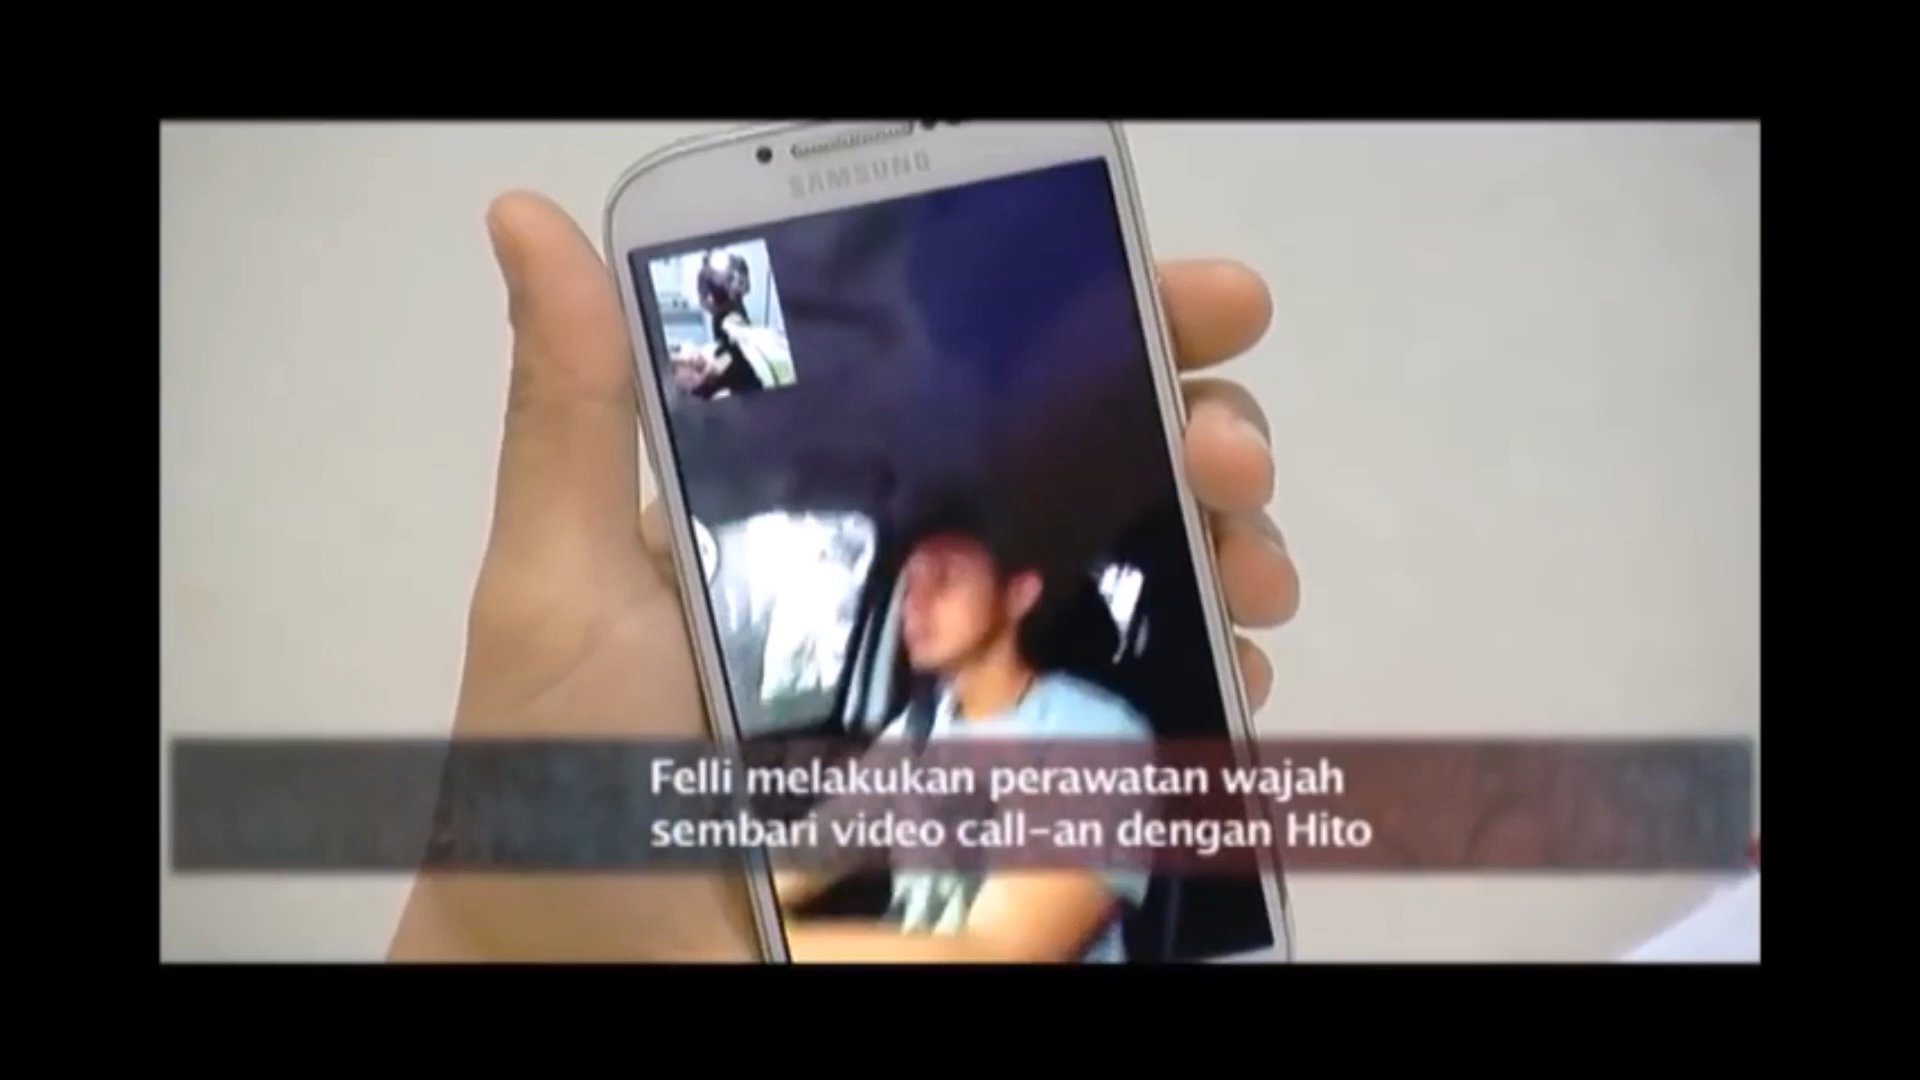 SAMSUNG
Felli melakukan perawatan wajah
sembari video call-an dengan Hito